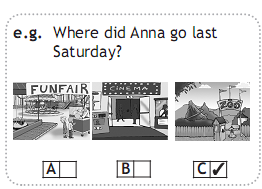 e.g. Where did Anna go last
Saturday?
FUNFAIR
CINEMA
ZOO
A
B
C ✓